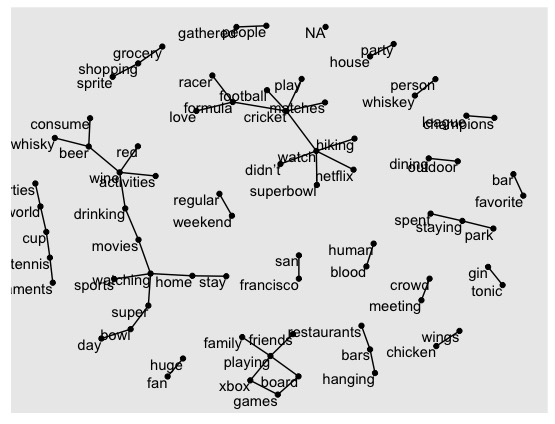 gathered
people
NA
party
house
grocery
shopping
sprite
racer
play
football
formula
love
matches
cricket
person
whiskey
league
champions
consume
whisky
beer
red
wine
activities
hiking
watch
didn't
netflix
superbowl
dining
outdoor
bar
favorite
rties
world
cup
tennis
aments
drinking
regular
weekend
spent
staying
park
movies
watching
sports
home
stay
san
francisco
human
blood
crowd
meeting
gin
tonic
super
bowl
day
huge
fan
family
friends
playing
xbox
board
games
restaurants
bars
hanging
wings
chicken